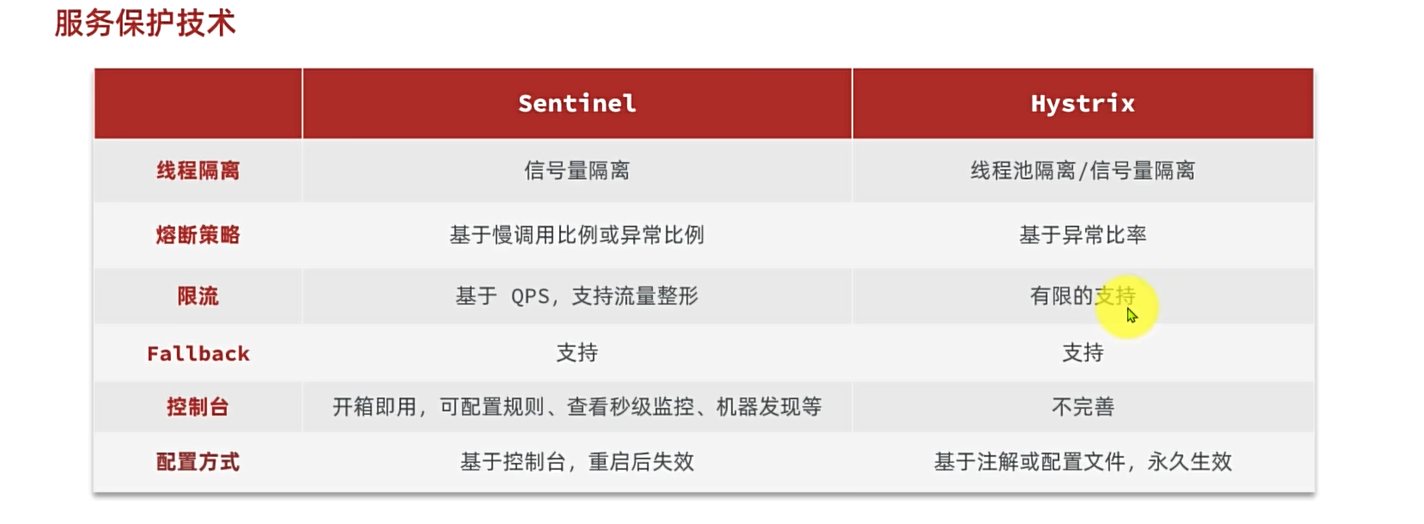 服务保护技术
Sentinel Hystrix
线程隔离 信号量隔离 线程池隔离/信号量隔离
熔断策略 基于慢调用比例或异常比例 基于异常比率
限流 基于 QPS，支持流量整形 有限的支持
Fallback 支持 支持
控制台 开箱即用，可配置规则、查看秒级监控、机器发现等 不完善
配置方式 基于控制台，重启后失效 基于注解或配置文件，永久生效